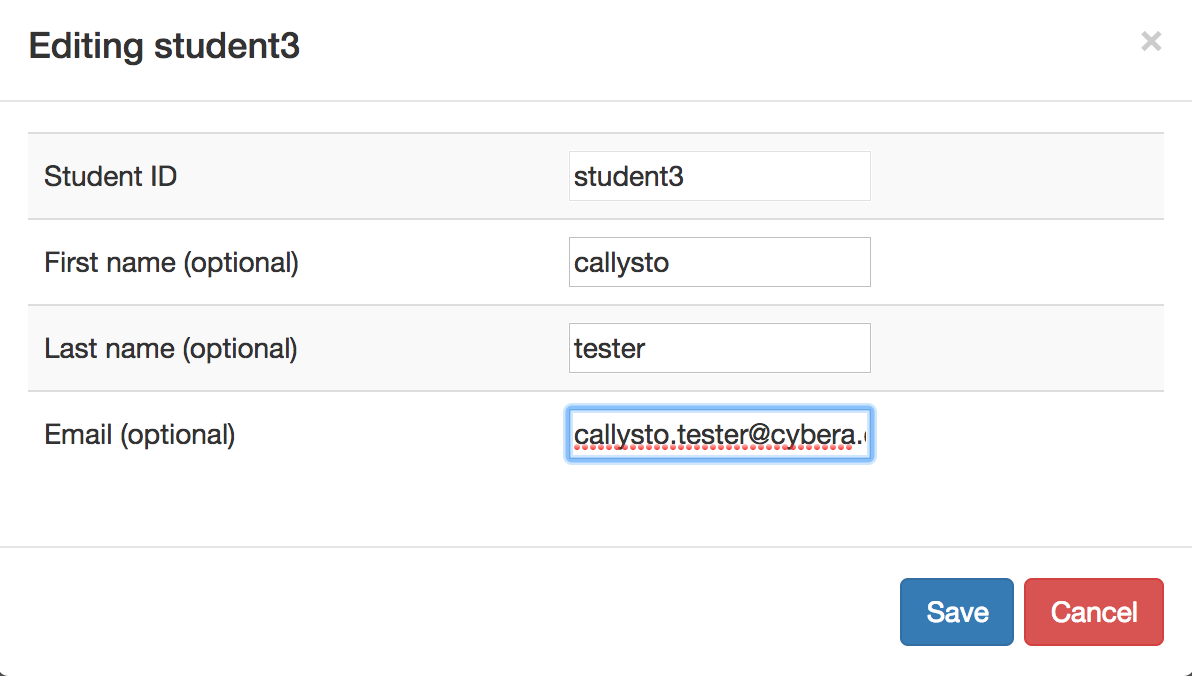 Editing student3
×
Student ID student3
First name (optional) callysto
Last name (optional) tester
Email (optional) callysto.tester@cybera.
Save Cancel